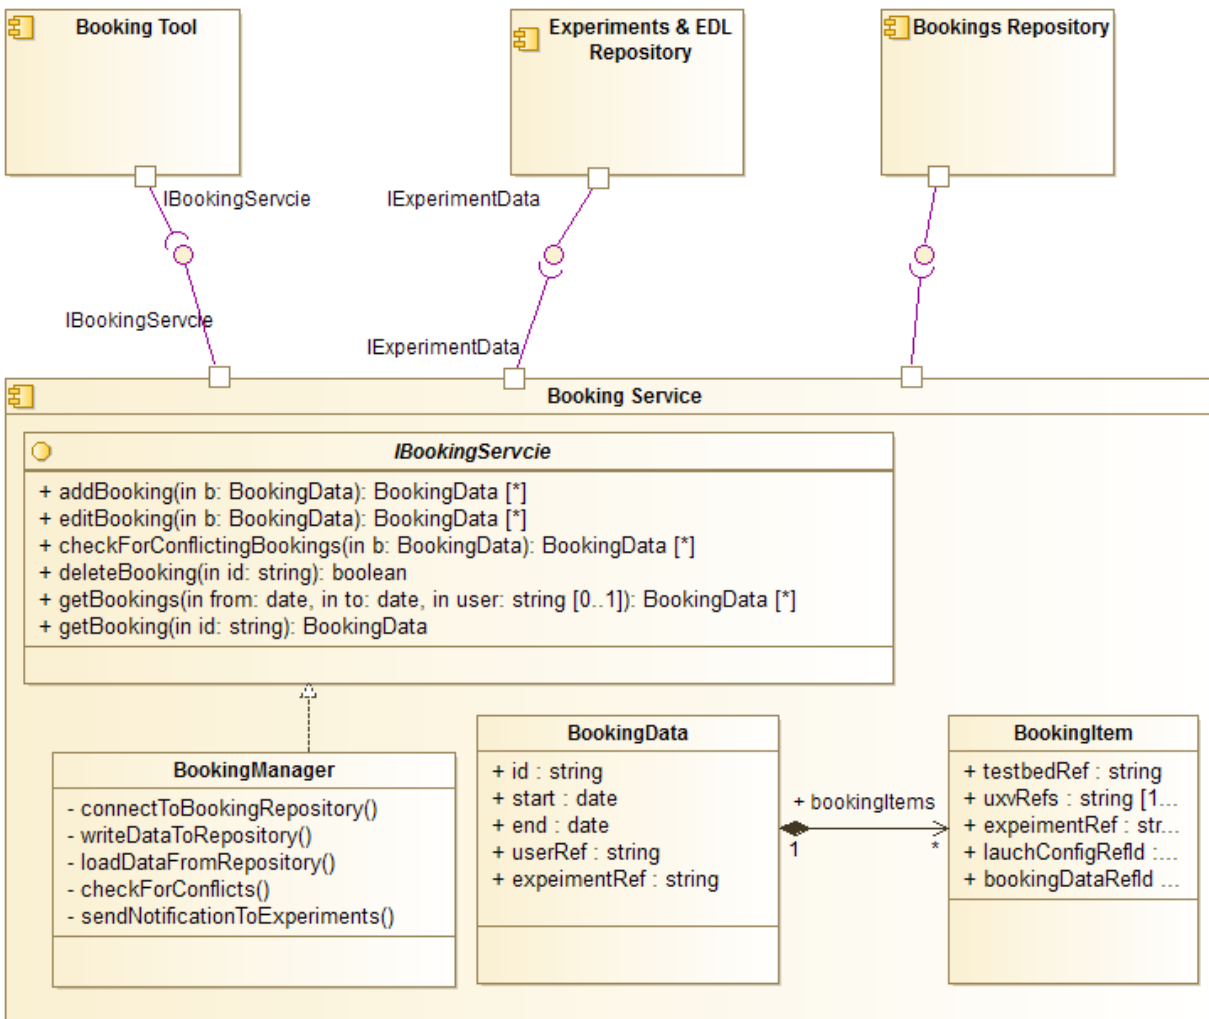 Booking Tool
Experiments & EDL
Repository
Bookings Repository
IBookingServcie
IExperimentData
IBookingServcie
IExperimentData
Booking Service
IBookingServcie
+ addBooking(in b: BookingData): BookingData [*]
+ editBooking(in b: BookingData): BookingData [*]
+ checkForConflictingBookings(in b: BookingData): BookingData [*]
+ deleteBooking(in id: string): boolean
+ getBookings(in from: date, in to: date, in user: string [0..1]): BookingData [*]
+ getBooking(in id: string): BookingData
BookingManager
- connectToBookingRepository()
- writeDataToRepository()
- loadDataFromRepository()
- checkForConflicts()
- sendNotificationToExperiments()
BookingData
+ id : string
+ start : date
+ end : date
+ userRef : string
+ expeimentRef : string
+ bookingItems
1
*
BookingItem
+ testbedRef : string
+ uxvRefs : string [1...
+ expeimentRef : str...
+ lauchConfigRefId :...
+ bookingDataRefId ...